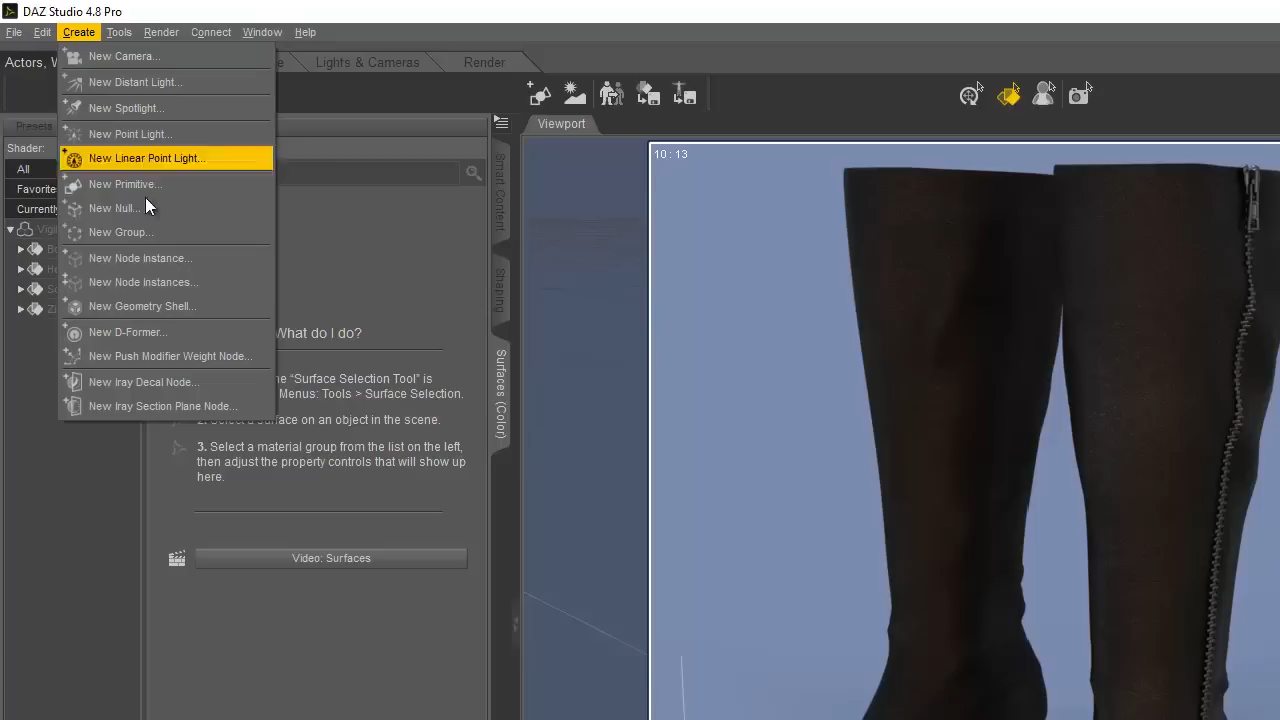 DAZ Studio 4.8 Pro
File Edit Create Tools Render Connect Window Help
Actors, W
Lights & Cameras
Render
New Camera...
New Distant Light...
New Spotlight...
New Point Light...
New Linear Point Light...
New Primitive...
New Null...
New Group...
New Node Instance...
New Node Instances...
New Geometry Shell...
New D-Former...
New Push Modifier Weight Node...
New Iray Decal Node...
New Iray Section Plane Node...
Presets
Shader:
All
Favorite
Currently
Vigil
What do I do?
he “Surface Selection Tool” is
Menus: Tools > Surface Selection.
2. Select a surface on an object in the scene.
3. Select a material group from the list on the left,
then adjust the property controls that will show up
here.
Video: Surfaces
Smart Content
Shaping
Surfaces (Color)
Viewport
10 : 13